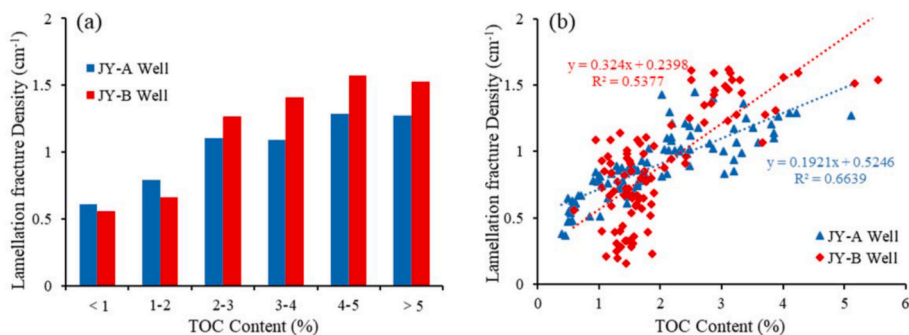 (a)
Lamellation fracture Density (cm⁻¹)
2
1.5
1
0.5
0
JY-A Well
JY-B Well
< 1
1-2
2-3
3-4
4-5
> 5
TOC Content (%)
(b)
Lamellation fracture Density (cm⁻¹)
2
1.5
1
0.5
0
y = 0.324x + 0.2398
R² = 0.5377
y = 0.1921x + 0.5246
R² = 0.6639
JY-A Well
JY-B Well
0
1
2
3
4
5
6
TOC Content (%)